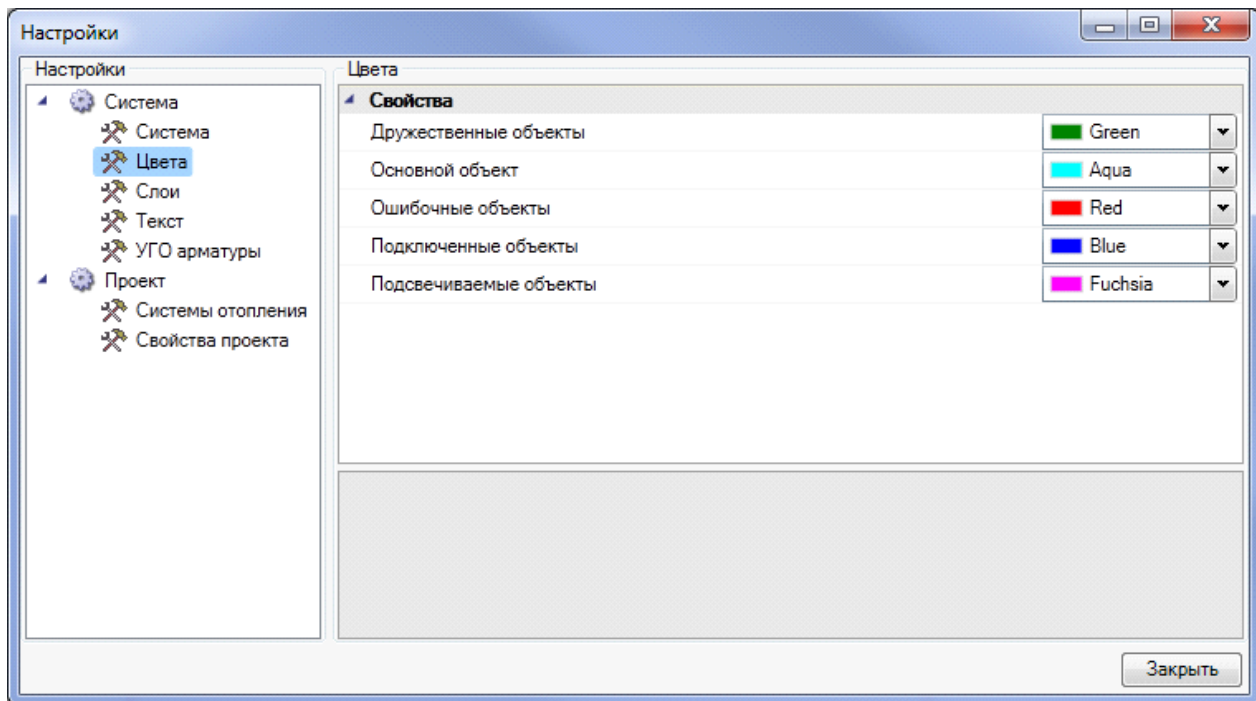 Настройки
Настройки
Система
Система
Цвета
Слои
Текст
УГО арматуры
Проект
Системы отопления
Свойства проекта
Цвета
Свойства
Дружественные объекты Green
Основной объект Aqua
Ошибочные объекты Red
Подключенные объекты Blue
Подсвечиваемые объекты Fuchsia
Закрыть